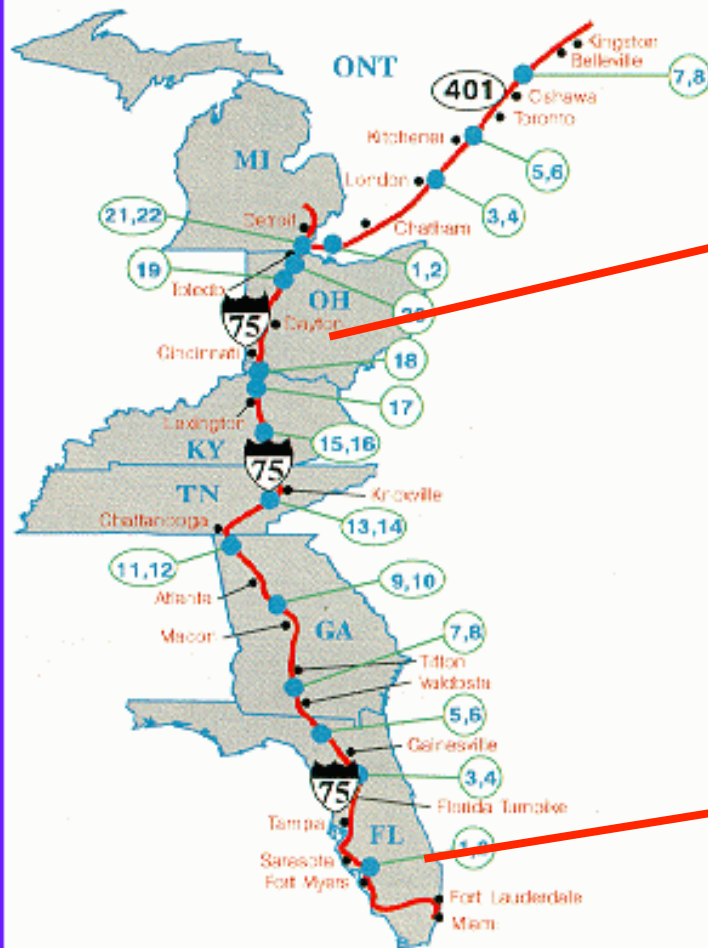 ONT
Kingston
Belleville
7,8
401
Oshawa
Toronto
Kitchener
5,6
MI
London
3,4
21,22
Detroit
Chatham
19
1,2
Toledo
OH
20
75
Dayton
Cincinnati
18
17
Lexington
KY
15,16
75
TN
Knoxville
Chattanooga
13,14
11,12
9,10
Atlanta
Macon
GA
7,8
Tifton
Valdosta
5,6
Gainesville
3,4
75
Florida Turnpike
Tampa
FL
Sarasota
Fort Myers
Fort Lauderdale
Miami